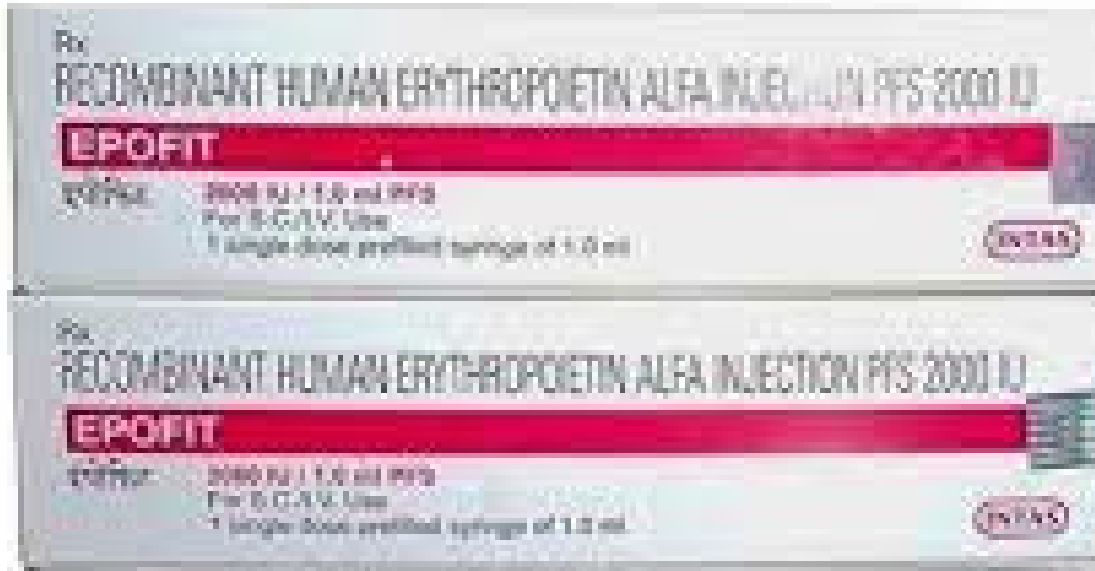 Rx
RECOMBINANT HUMAN ERYTHROPOIETIN ALFA INJECTION PFS 2000 IU
EPOFIT
2000 IU / 1.0 ml PFS
For S.C./I.V. Use
1 single dose prefilled syringe of 1.0 ml
INTAS
Rx
RECOMBINANT HUMAN ERYTHROPOIETIN ALFA INJECTION PFS 2000 IU
EPOFIT
2000 IU / 1.0 ml PFS
For S.C./I.V. Use
1 single dose prefilled syringe of 1.0 ml
INTAS